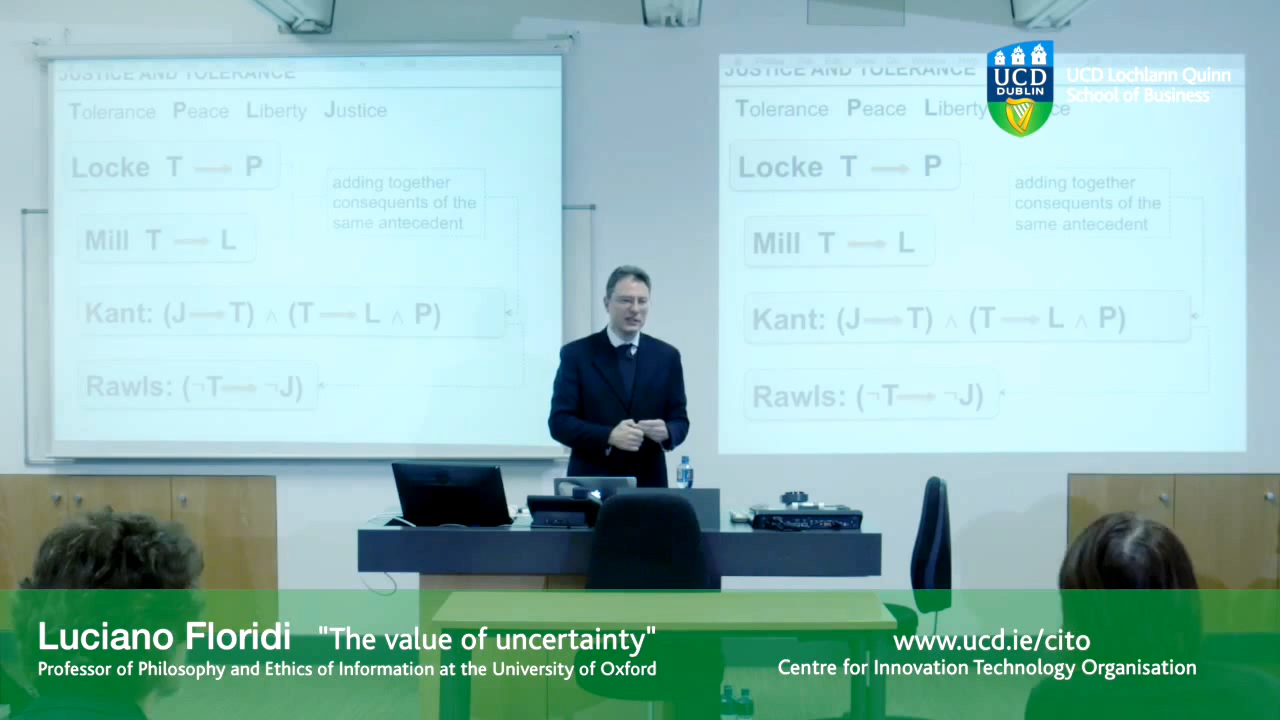 JUSTICE AND TOLERANCE
Tolerance Peace Liberty Justice
Locke T → P
adding together
consequents of the
same antecedent
Mill T → L
Kant: (J→T) ∧ (T → L ∧ P)
Rawls: (¬T→ ¬J)
JUSTICE AND TOLERANCE
Tolerance Peace Liberty ce
Locke T → P
adding together
consequents of the
same antecedent
Mill T → L
Kant: (J→T) ∧ (T → L ∧ P)
Rawls: (¬T→ ¬J)
UCD
DUBLIN
UCD Lochlann Quinn
School of Business
Luciano Floridi "The value of uncertainty"
Professor of Philosophy and Ethics of Information at the University of Oxford
www.ucd.ie/cito
Centre for Innovation Technology Organisation